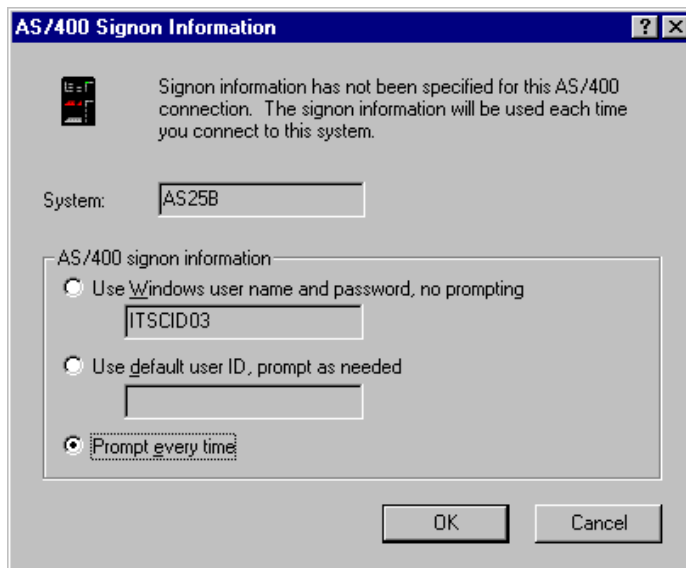 AS/400 Signon Information
Signon information has not been specified for this AS/400
connection. The signon information will be used each time
you connect to this system.
System:
AS25B
AS/400 signon information
Use Windows user name and password, no prompting
ITSCID03
Use default user ID, prompt as needed
Prompt every time
OK
Cancel